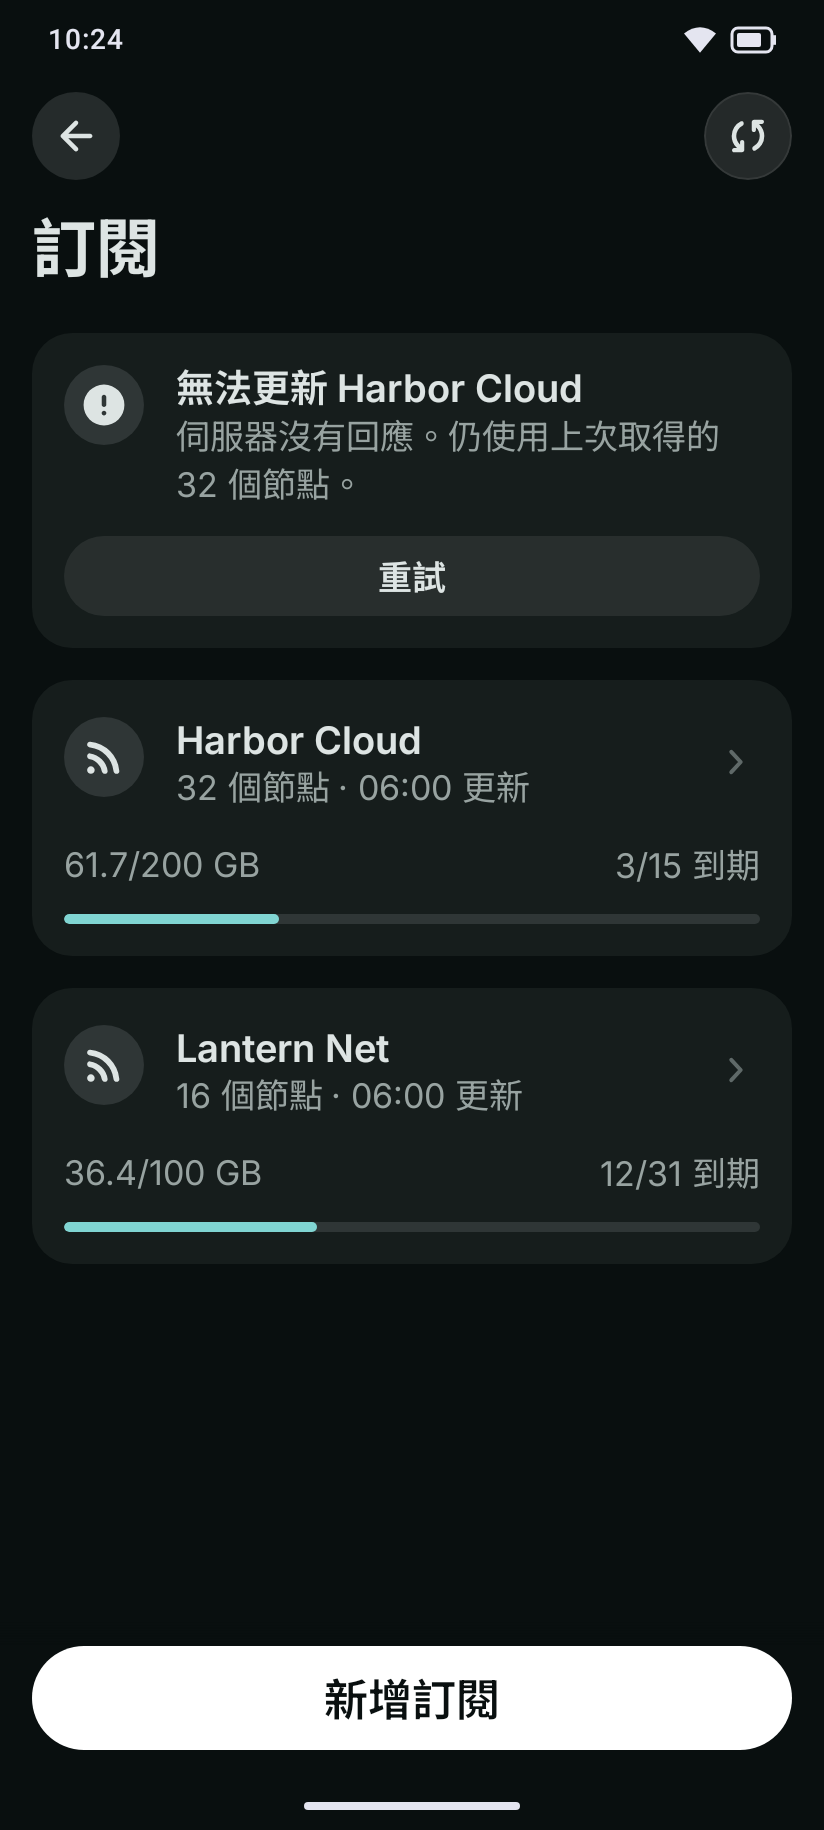 10:24
訂閱
無法更新 Harbor Cloud
伺服器沒有回應。仍使用上次取得的
32 個節點。
重試
Harbor Cloud
32 個節點 · 06:00 更新
61.7/200 GB
3/15 到期
Lantern Net
16 個節點 · 06:00 更新
36.4/100 GB
12/31 到期
新增訂閱